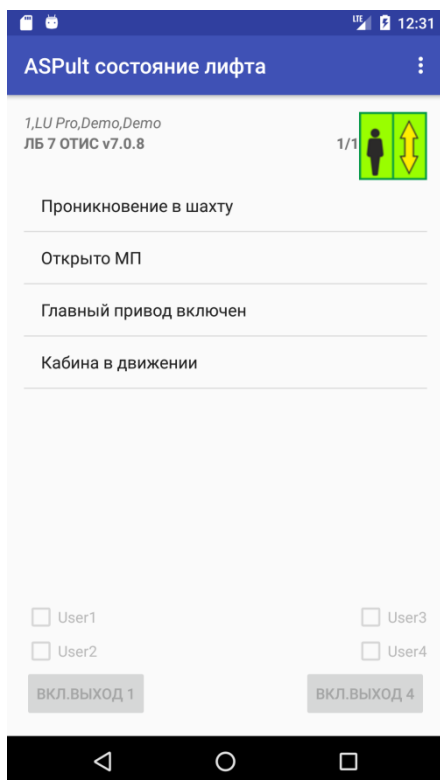 LTE 12:31
ASPult состояние лифта
1,LU Pro,Demo,Demo
ЛБ 7 ОТИС v7.0.8
1/1
Проникновение в шахту
Открыто МП
Главный привод включен
Кабина в движении
User1 User3
User2 User4
ВКЛ.ВЫХОД 1 ВКЛ.ВЫХОД 4